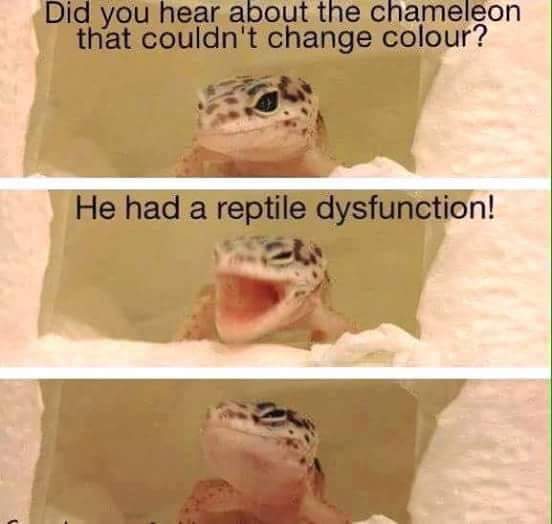 Did you hear about the chameleon
that couldn't change colour?
He had a reptile dysfunction!